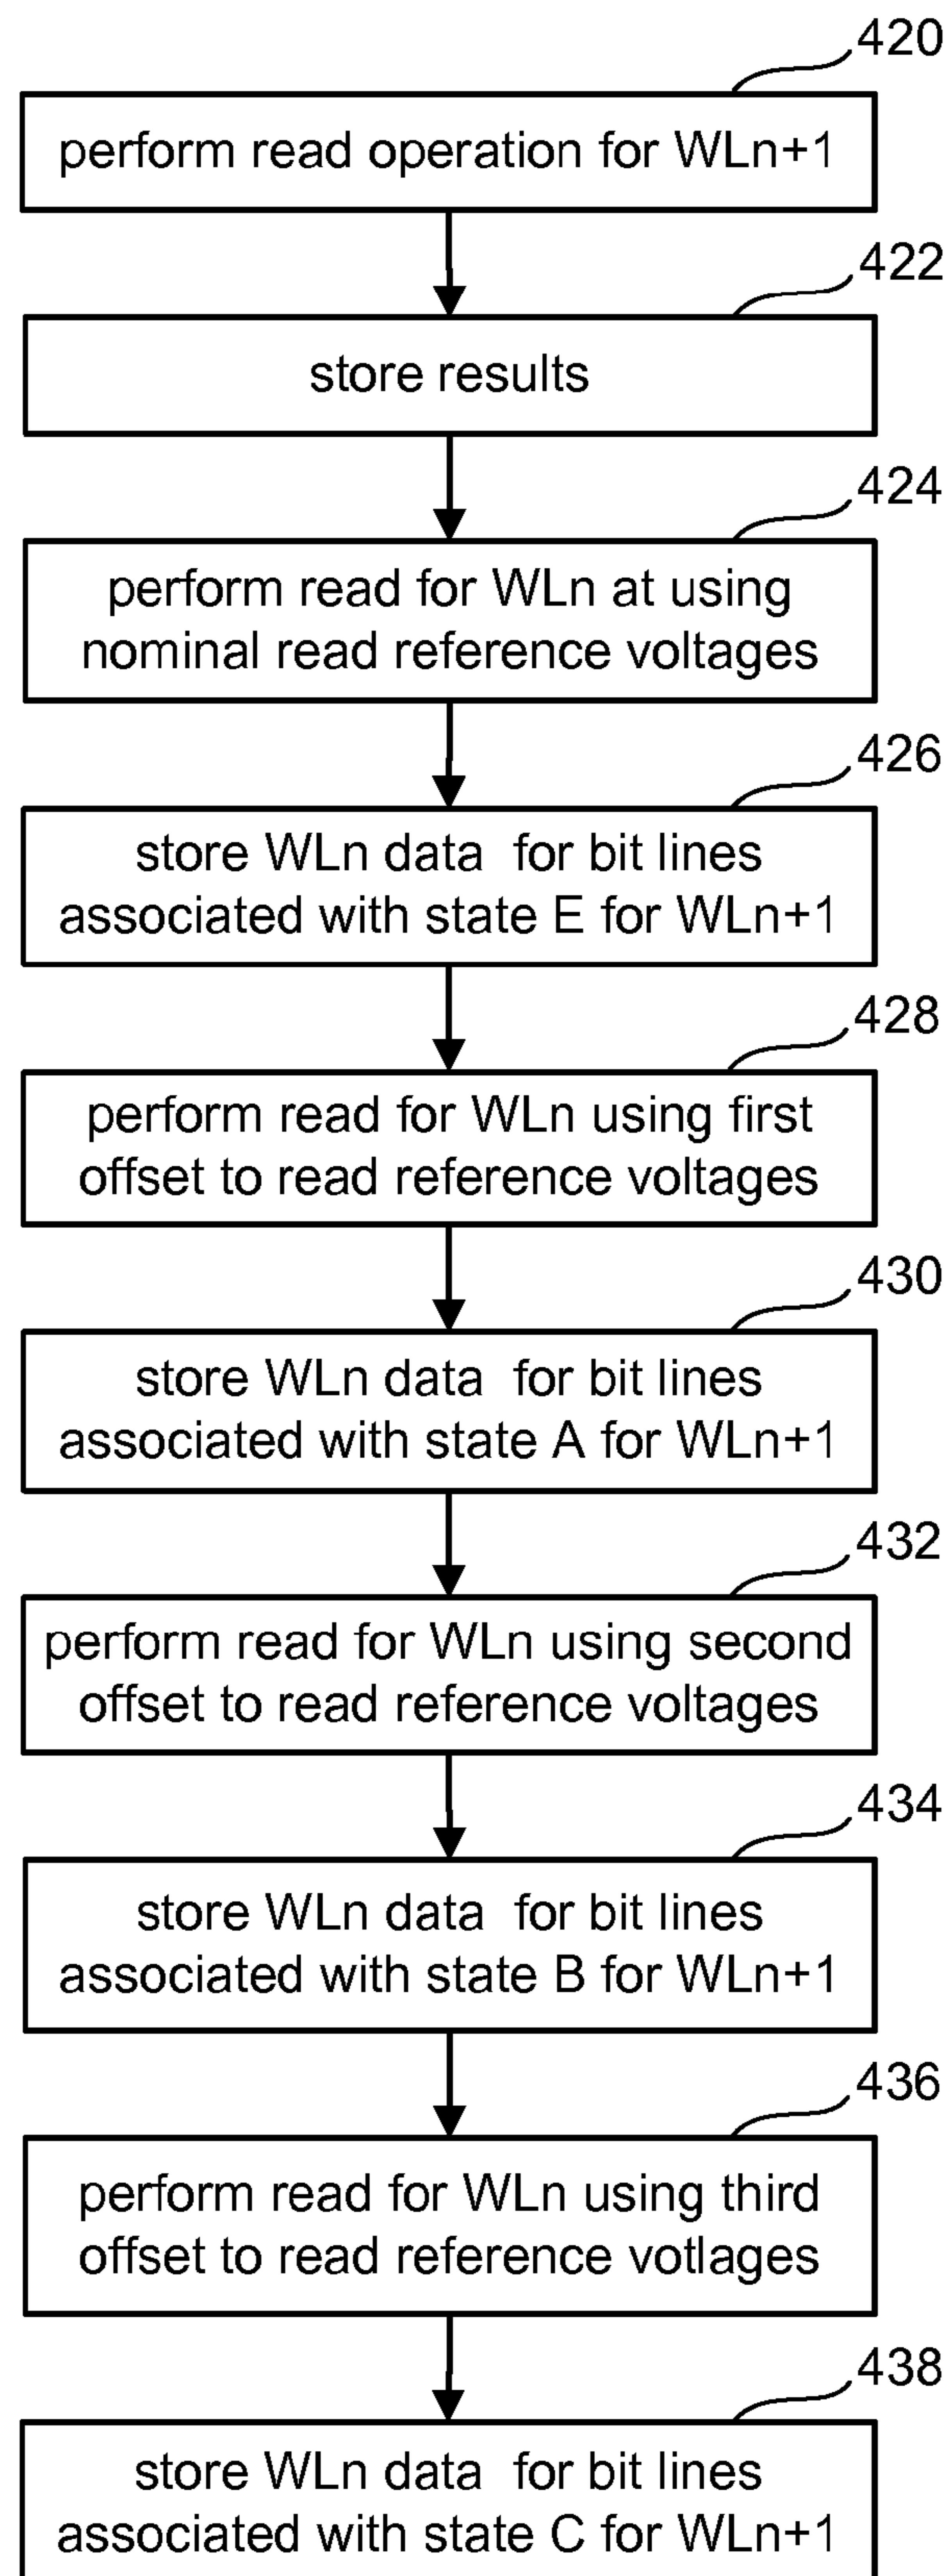 420
perform read operation for WLn+1
422
store results
424
perform read for WLn at using
nominal read reference voltages
426
store WLn data for bit lines
associated with state E for WLn+1
428
perform read for WLn using first
offset to read reference voltages
430
store WLn data for bit lines
associated with state A for WLn+1
432
perform read for WLn using second
offset to read reference voltages
434
store WLn data for bit lines
associated with state B for WLn+1
436
perform read for WLn using third
offset to read reference votlages
438
store WLn data for bit lines
associated with state C for WLn+1